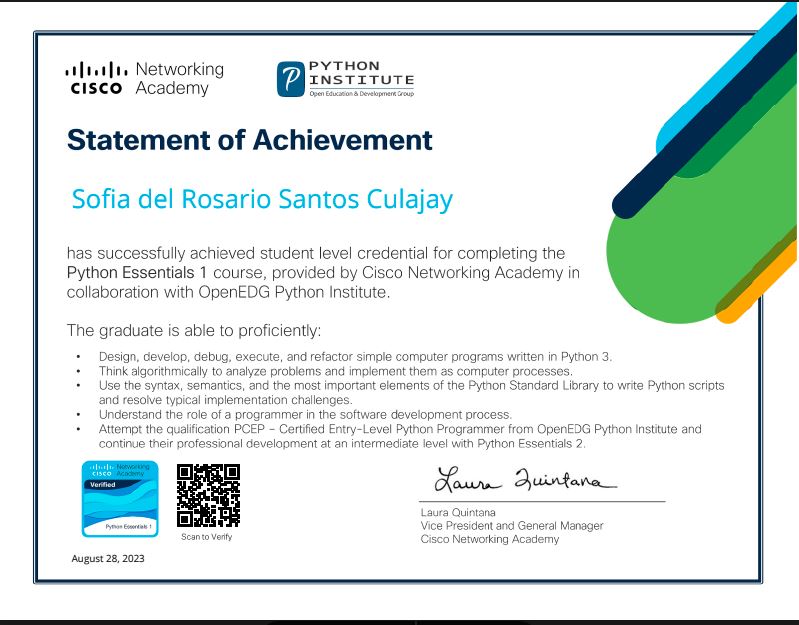 CISCO Networking Academy
PYTHON INSTITUTE
Open Education & Development Group
Statement of Achievement
Sofia del Rosario Santos Culajay
has successfully achieved student level credential for completing the
Python Essentials 1 course, provided by Cisco Networking Academy in
collaboration with OpenEDG Python Institute.
The graduate is able to proficiently:
• Design, develop, debug, execute, and refactor simple computer programs written in Python 3.
• Think algorithmically to analyze problems and implement them as computer processes.
• Use the syntax, semantics, and the most important elements of the Python Standard Library to write Python scripts
and resolve typical implementation challenges.
• Understand the role of a programmer in the software development process.
• Attempt the qualification PCEP – Certified Entry-Level Python Programmer from OpenEDG Python Institute and
continue their professional development at an intermediate level with Python Essentials 2.
CISCO Networking Academy
Verified
Python Essentials 1
Scan to Verify
August 28, 2023
Laura Quintana
Laura Quintana
Vice President and General Manager
Cisco Networking Academy